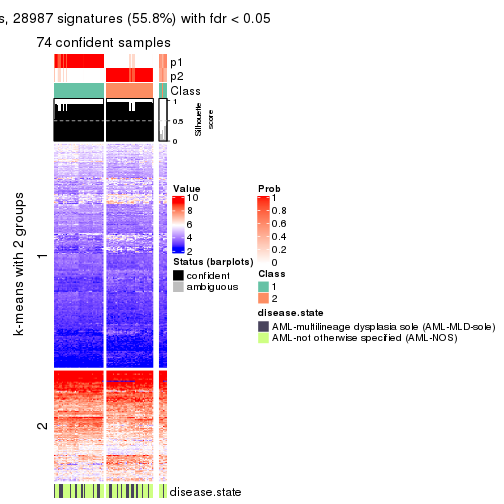 s, 28987 signatures (55.8%) with fdr < 0.05
74 confident samples
p1
p2
Class
1
0.5
0
Silhouette
score
k-means with 2 groups
1
2
Value
10
8
6
4
2
Status (barplots)
confident
ambiguous
Prob
1
0.8
0.6
0.4
0.2
0
Class
1
2
disease.state
AML-multilineage dysplasia sole (AML-MLD-sole)
AML-not otherwise specified (AML-NOS)
disease.state